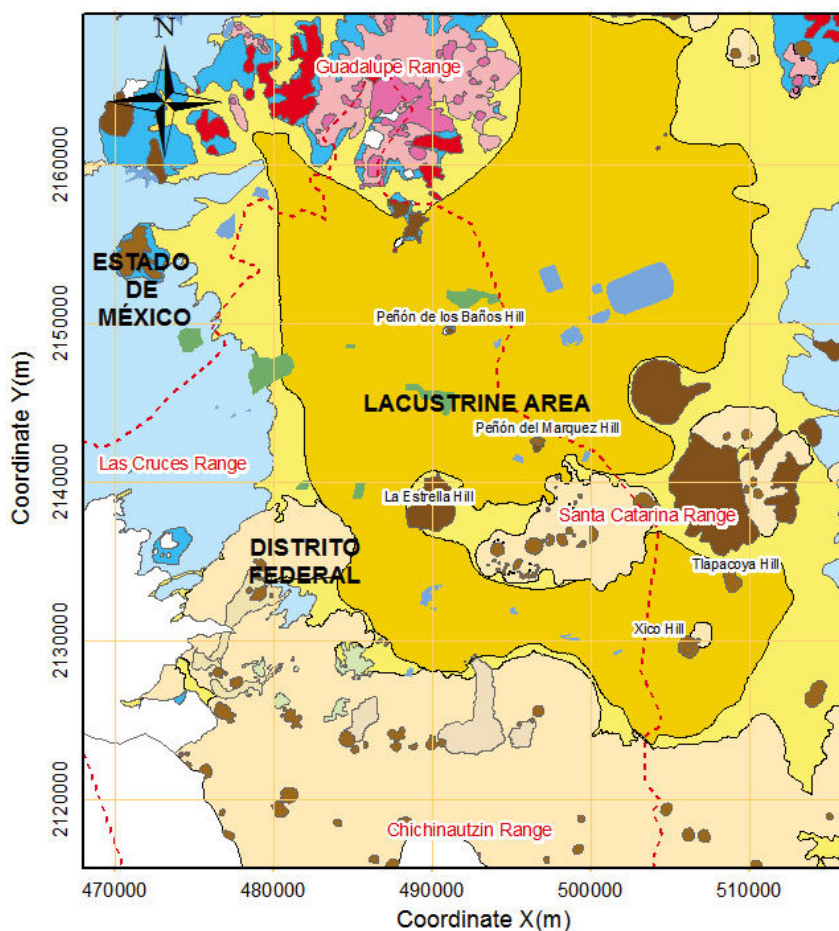 N
Guadalupe Range
2160000
ESTADO
DE
MÉXICO
2150000
Peñón de los Baños Hill
LACUSTRINE AREA
Peñón del Marquez Hill
Las Cruces Range
2140000
La Estrella Hill
Santa Catarina Range
DISTRITO
FEDERAL
Tlapacoya Hill
2130000
Xico Hill
2120000
Chichinautzin Range
Coordinate Y(m)
470000
480000
490000
500000
510000
Coordinate X(m)